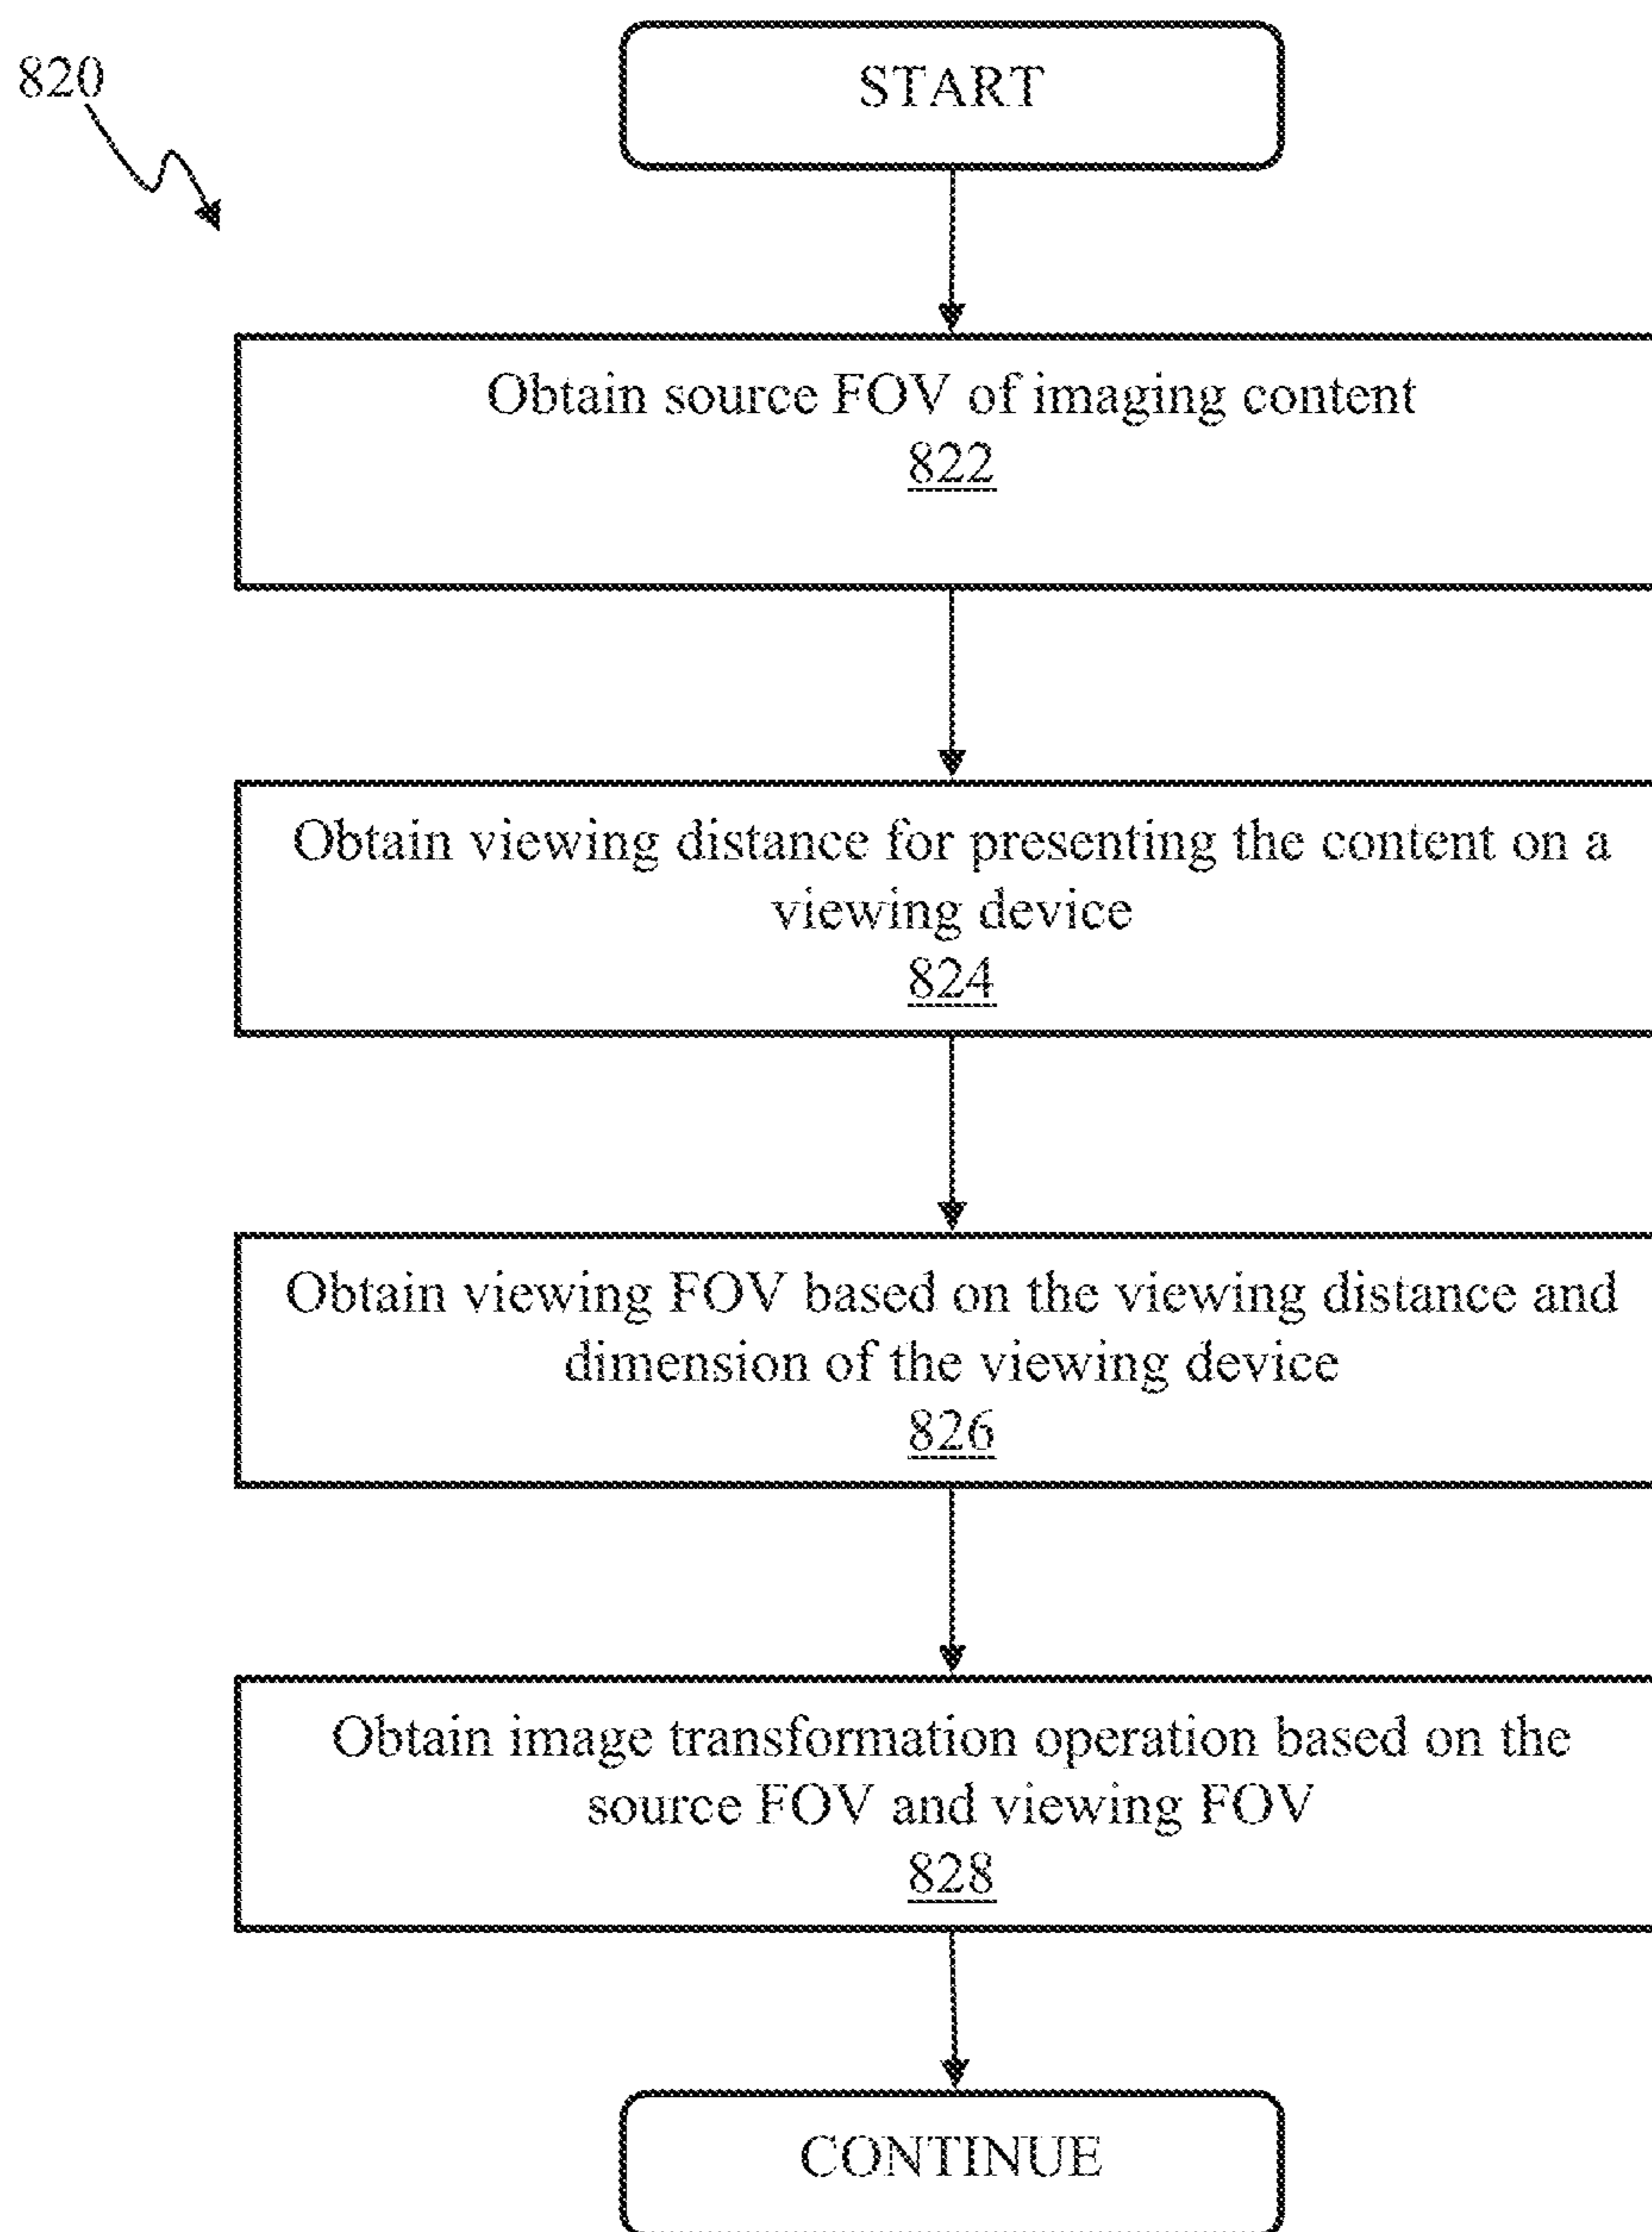 820
START
Obtain source FOV of imaging content
822
Obtain viewing distance for presenting the content on a
viewing device
824
Obtain viewing FOV based on the viewing distance and
dimension of the viewing device
826
Obtain image transformation operation based on the
source FOV and viewing FOV
828
CONTINUE